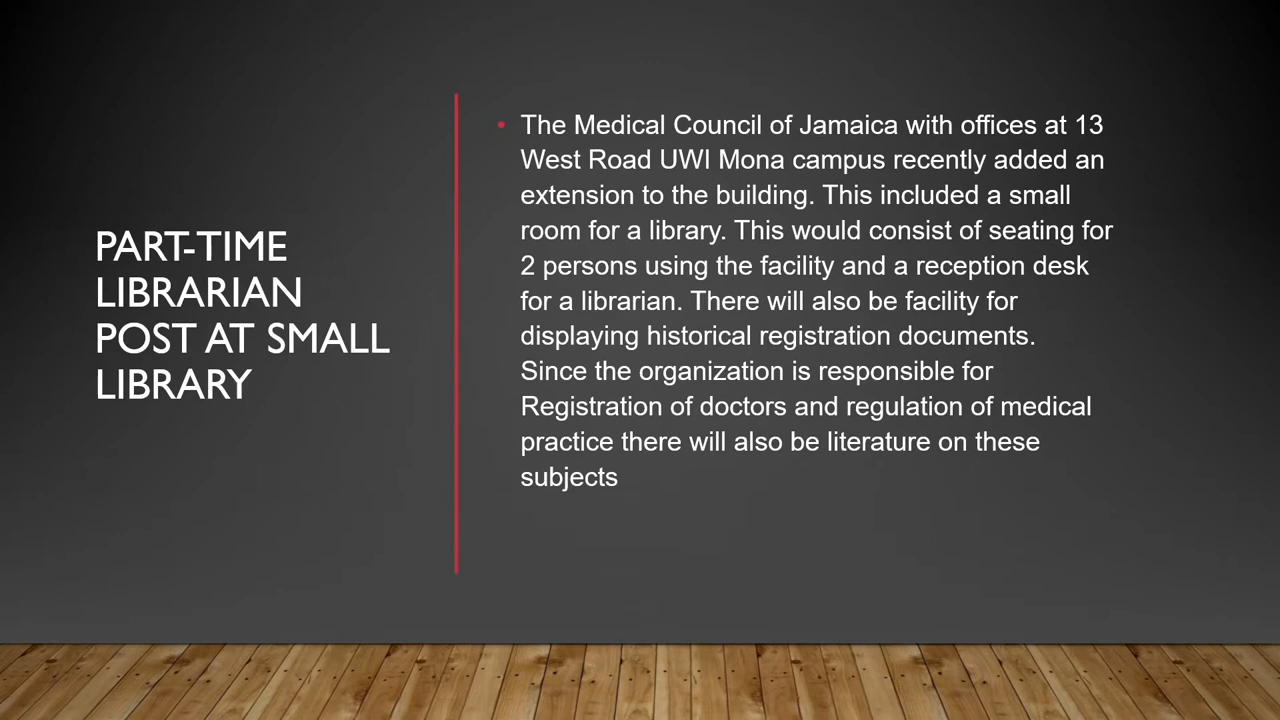 PART-TIME
LIBRARIAN
POST AT SMALL
LIBRARY
• The Medical Council of Jamaica with offices at 13
West Road UWI Mona campus recently added an
extension to the building. This included a small
room for a library. This would consist of seating for
2 persons using the facility and a reception desk
for a librarian. There will also be facility for
displaying historical registration documents.
Since the organization is responsible for
Registration of doctors and regulation of medical
practice there will also be literature on these
subjects